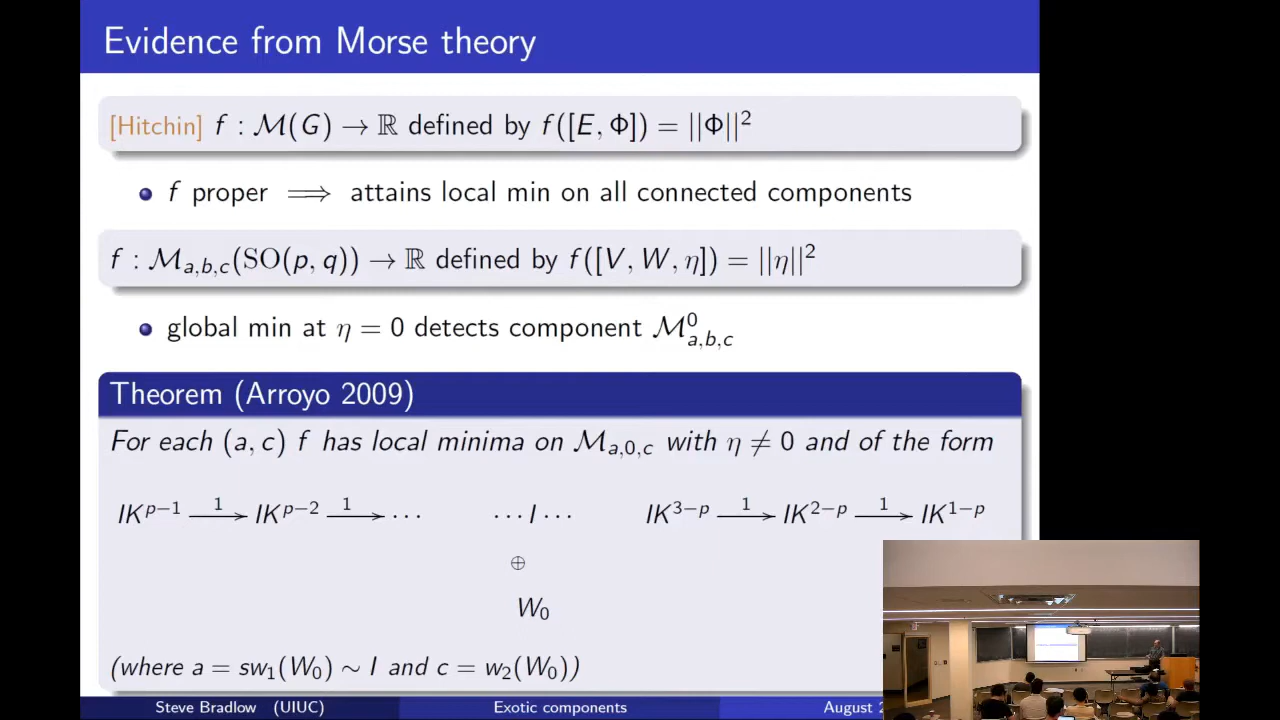 Evidence from Morse theory
[Hitchin] f : M(G) → ℝ defined by f([E, Φ]) = ||Φ||²
f proper ⟹ attains local min on all connected components
f : M_{a,b,c}(SO(p, q)) → ℝ defined by f([V, W, η]) = ||η||²
global min at η = 0 detects component M⁰_{a,b,c}
Theorem (Arroyo 2009)
For each (a, c) f has local minima on M_{a,0,c} with η ≠ 0 and of the form
IK^{p−1} —1→ IK^{p−2} —1→ ··· ··· I ··· IK^{3−p} —1→ IK^{2−p} —1→ IK^{1−p}
⊕
W₀
(where a = sw₁(W₀) ∼ I and c = w₂(W₀))
Steve Bradlow (UIUC) Exotic components August